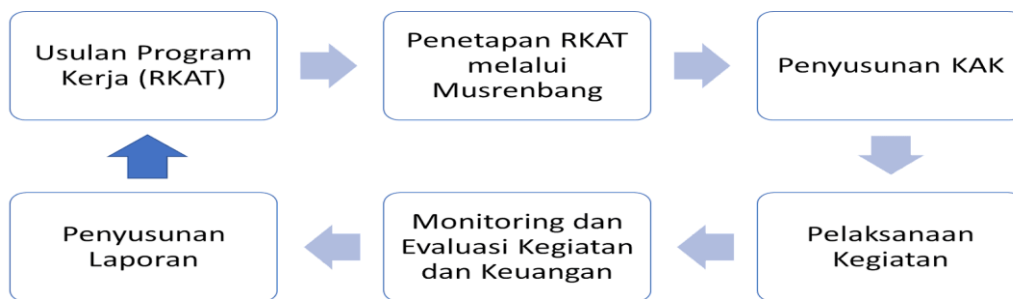 Usulan Program
Kerja (RKAT)
Penetapan RKAT
melalui
Musrenbang
Penyusunan KAK
Pelaksanaan
Kegiatan
Monitoring dan
Evaluasi Kegiatan
dan Keuangan
Penyusunan
Laporan